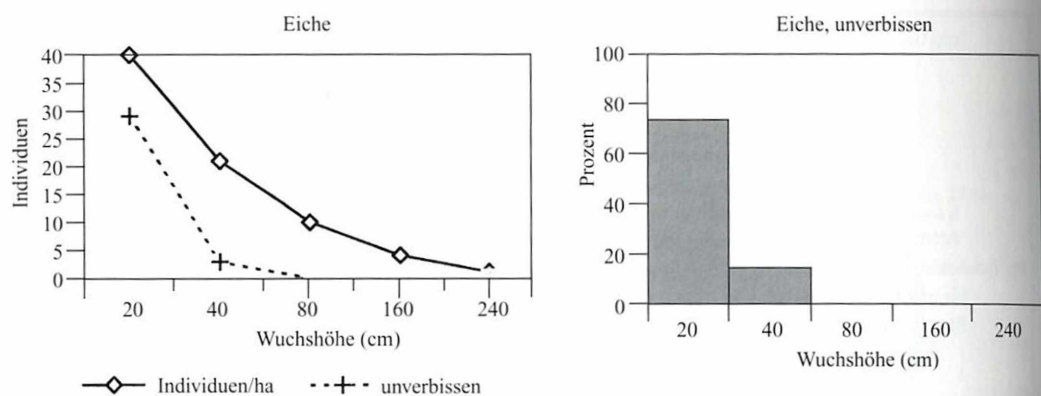 Eiche
40
35
30
25
20
15
10
5
0
Individuen
20 40 80 160 240
Wuchshöhe (cm)
Individuen/ha unverbissen
Eiche, unverbissen
100
80
60
40
20
0
Prozent
20 40 80 160 240
Wuchshöhe (cm)